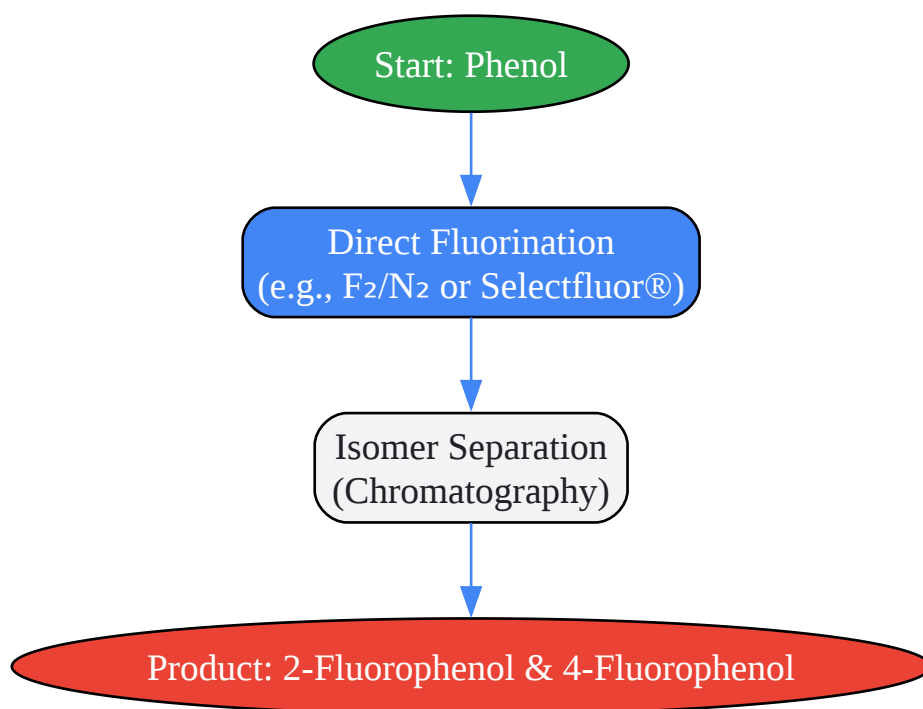 Start: Phenol
Direct Fluorination
(e.g., F₂/N₂ or Selectfluor®)
Isomer Separation
(Chromatography)
Product: 2-Fluorophenol & 4-Fluorophenol